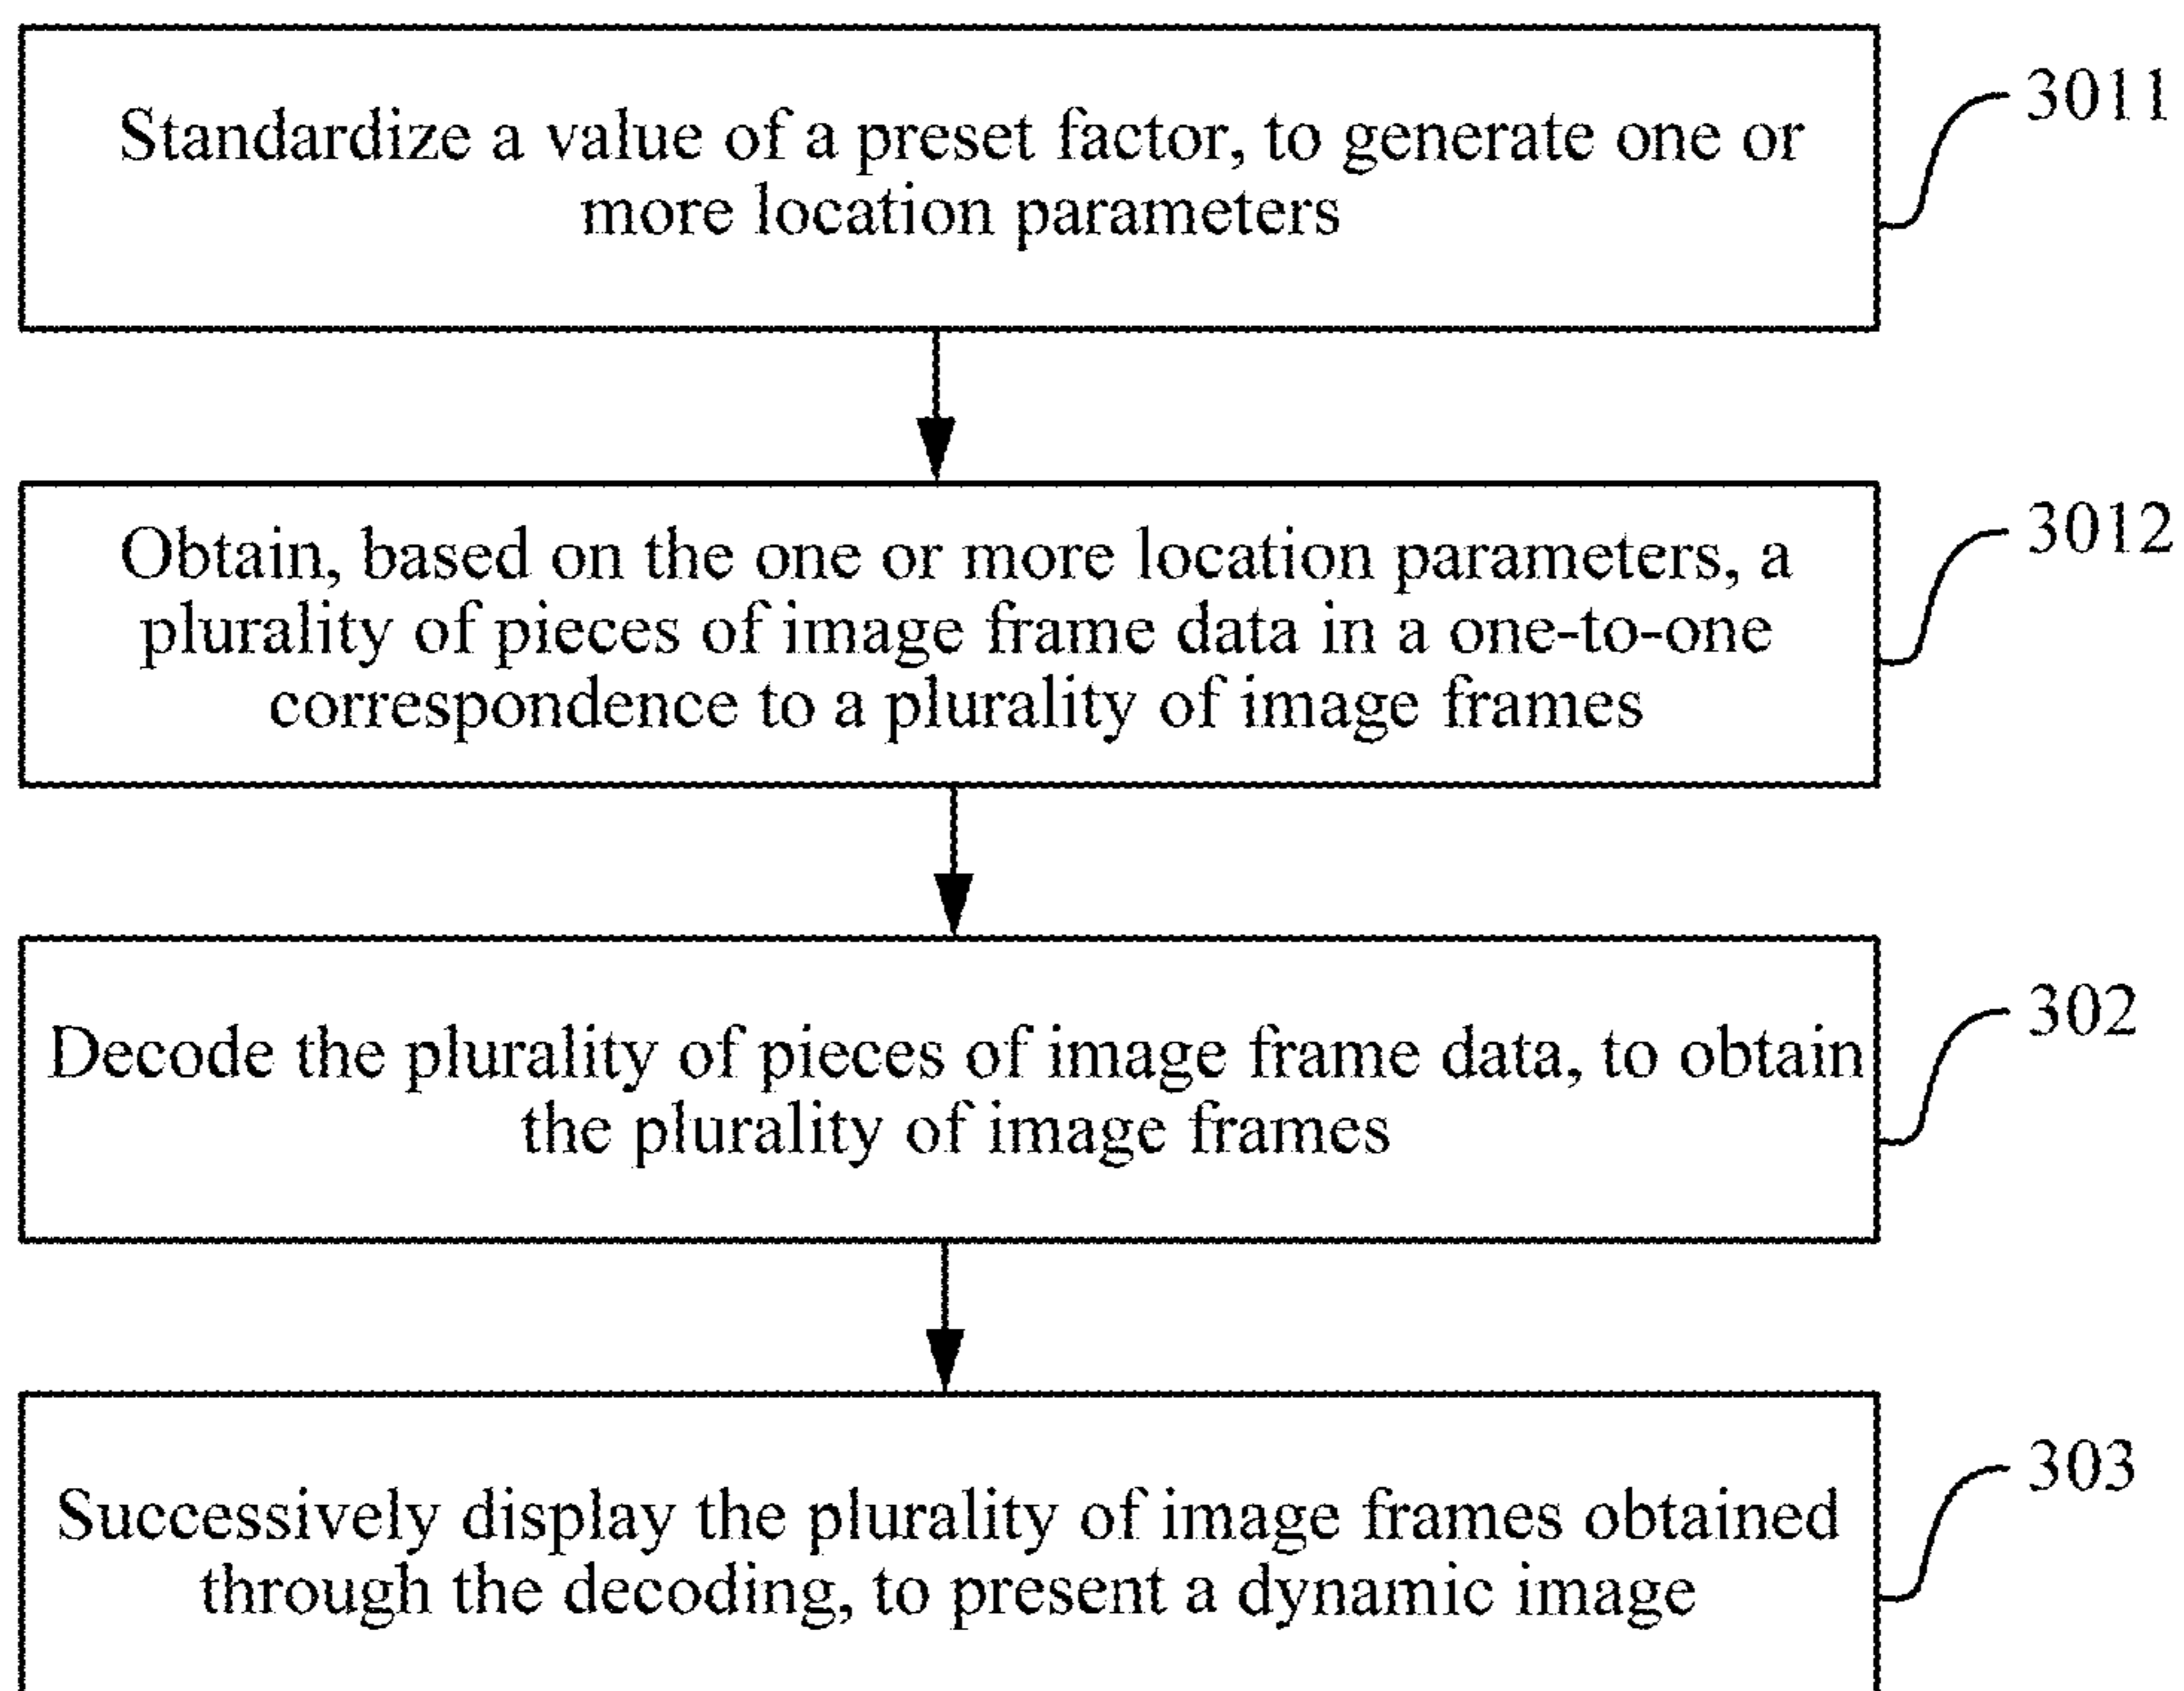 Standardize a value of a preset factor, to generate one or
more location parameters
3011
Obtain, based on the one or more location parameters, a
plurality of pieces of image frame data in a one-to-one
correspondence to a plurality of image frames
3012
Decode the plurality of pieces of image frame data, to obtain
the plurality of image frames
302
Successively display the plurality of image frames obtained
through the decoding, to present a dynamic image
303